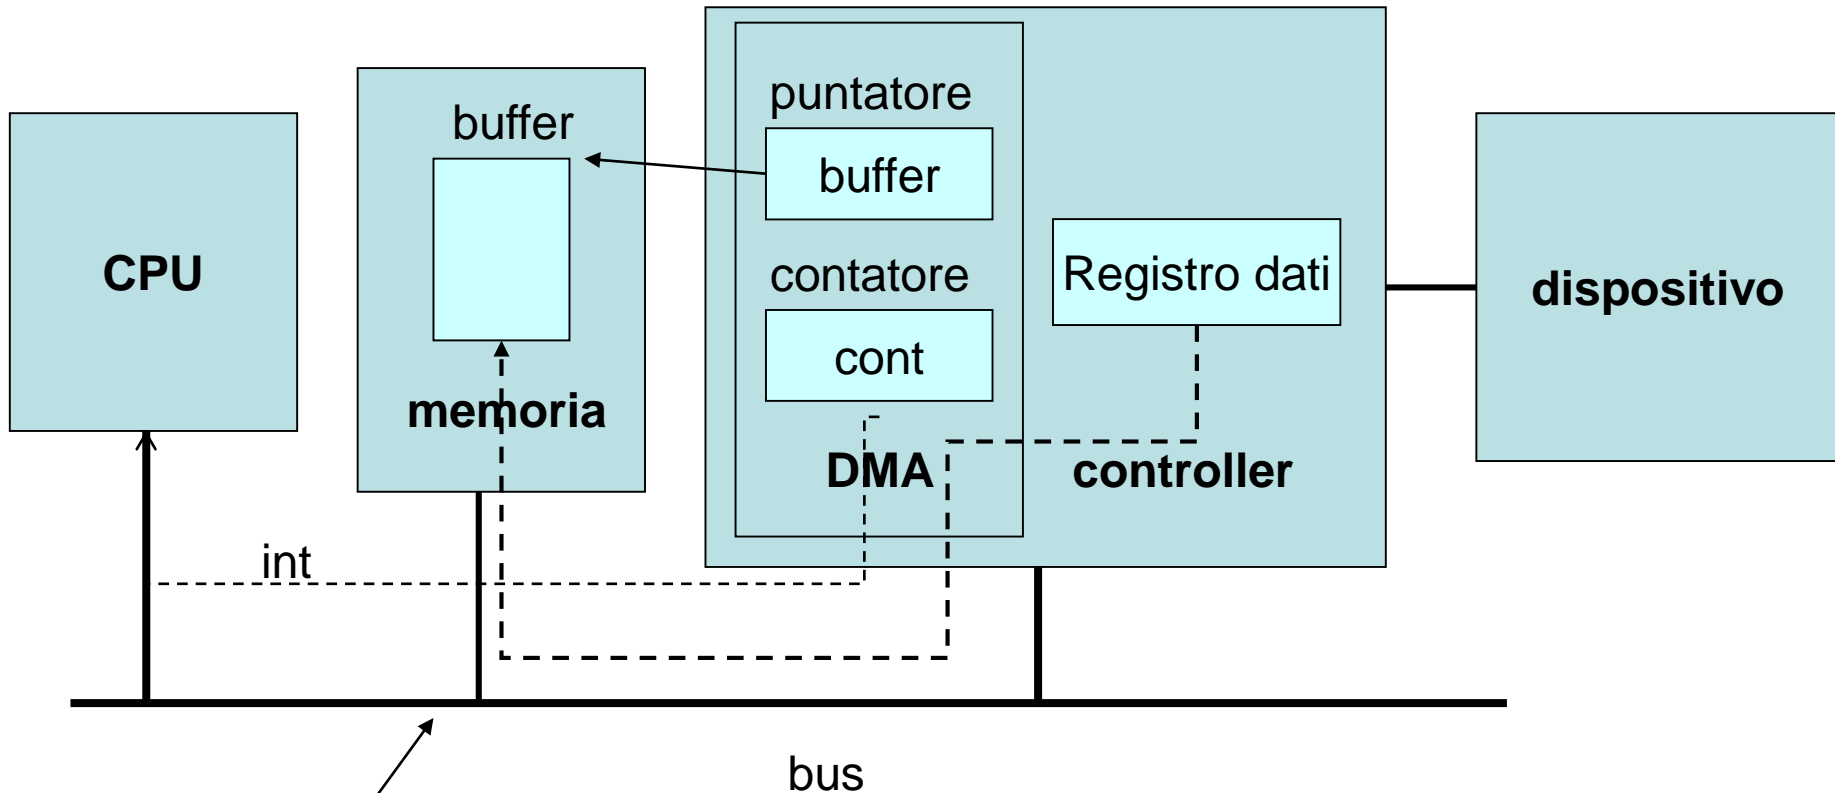 CPU
buffer
memoria
puntatore
buffer
contatore
cont
DMA
Registro dati
controller
dispositivo
int
bus